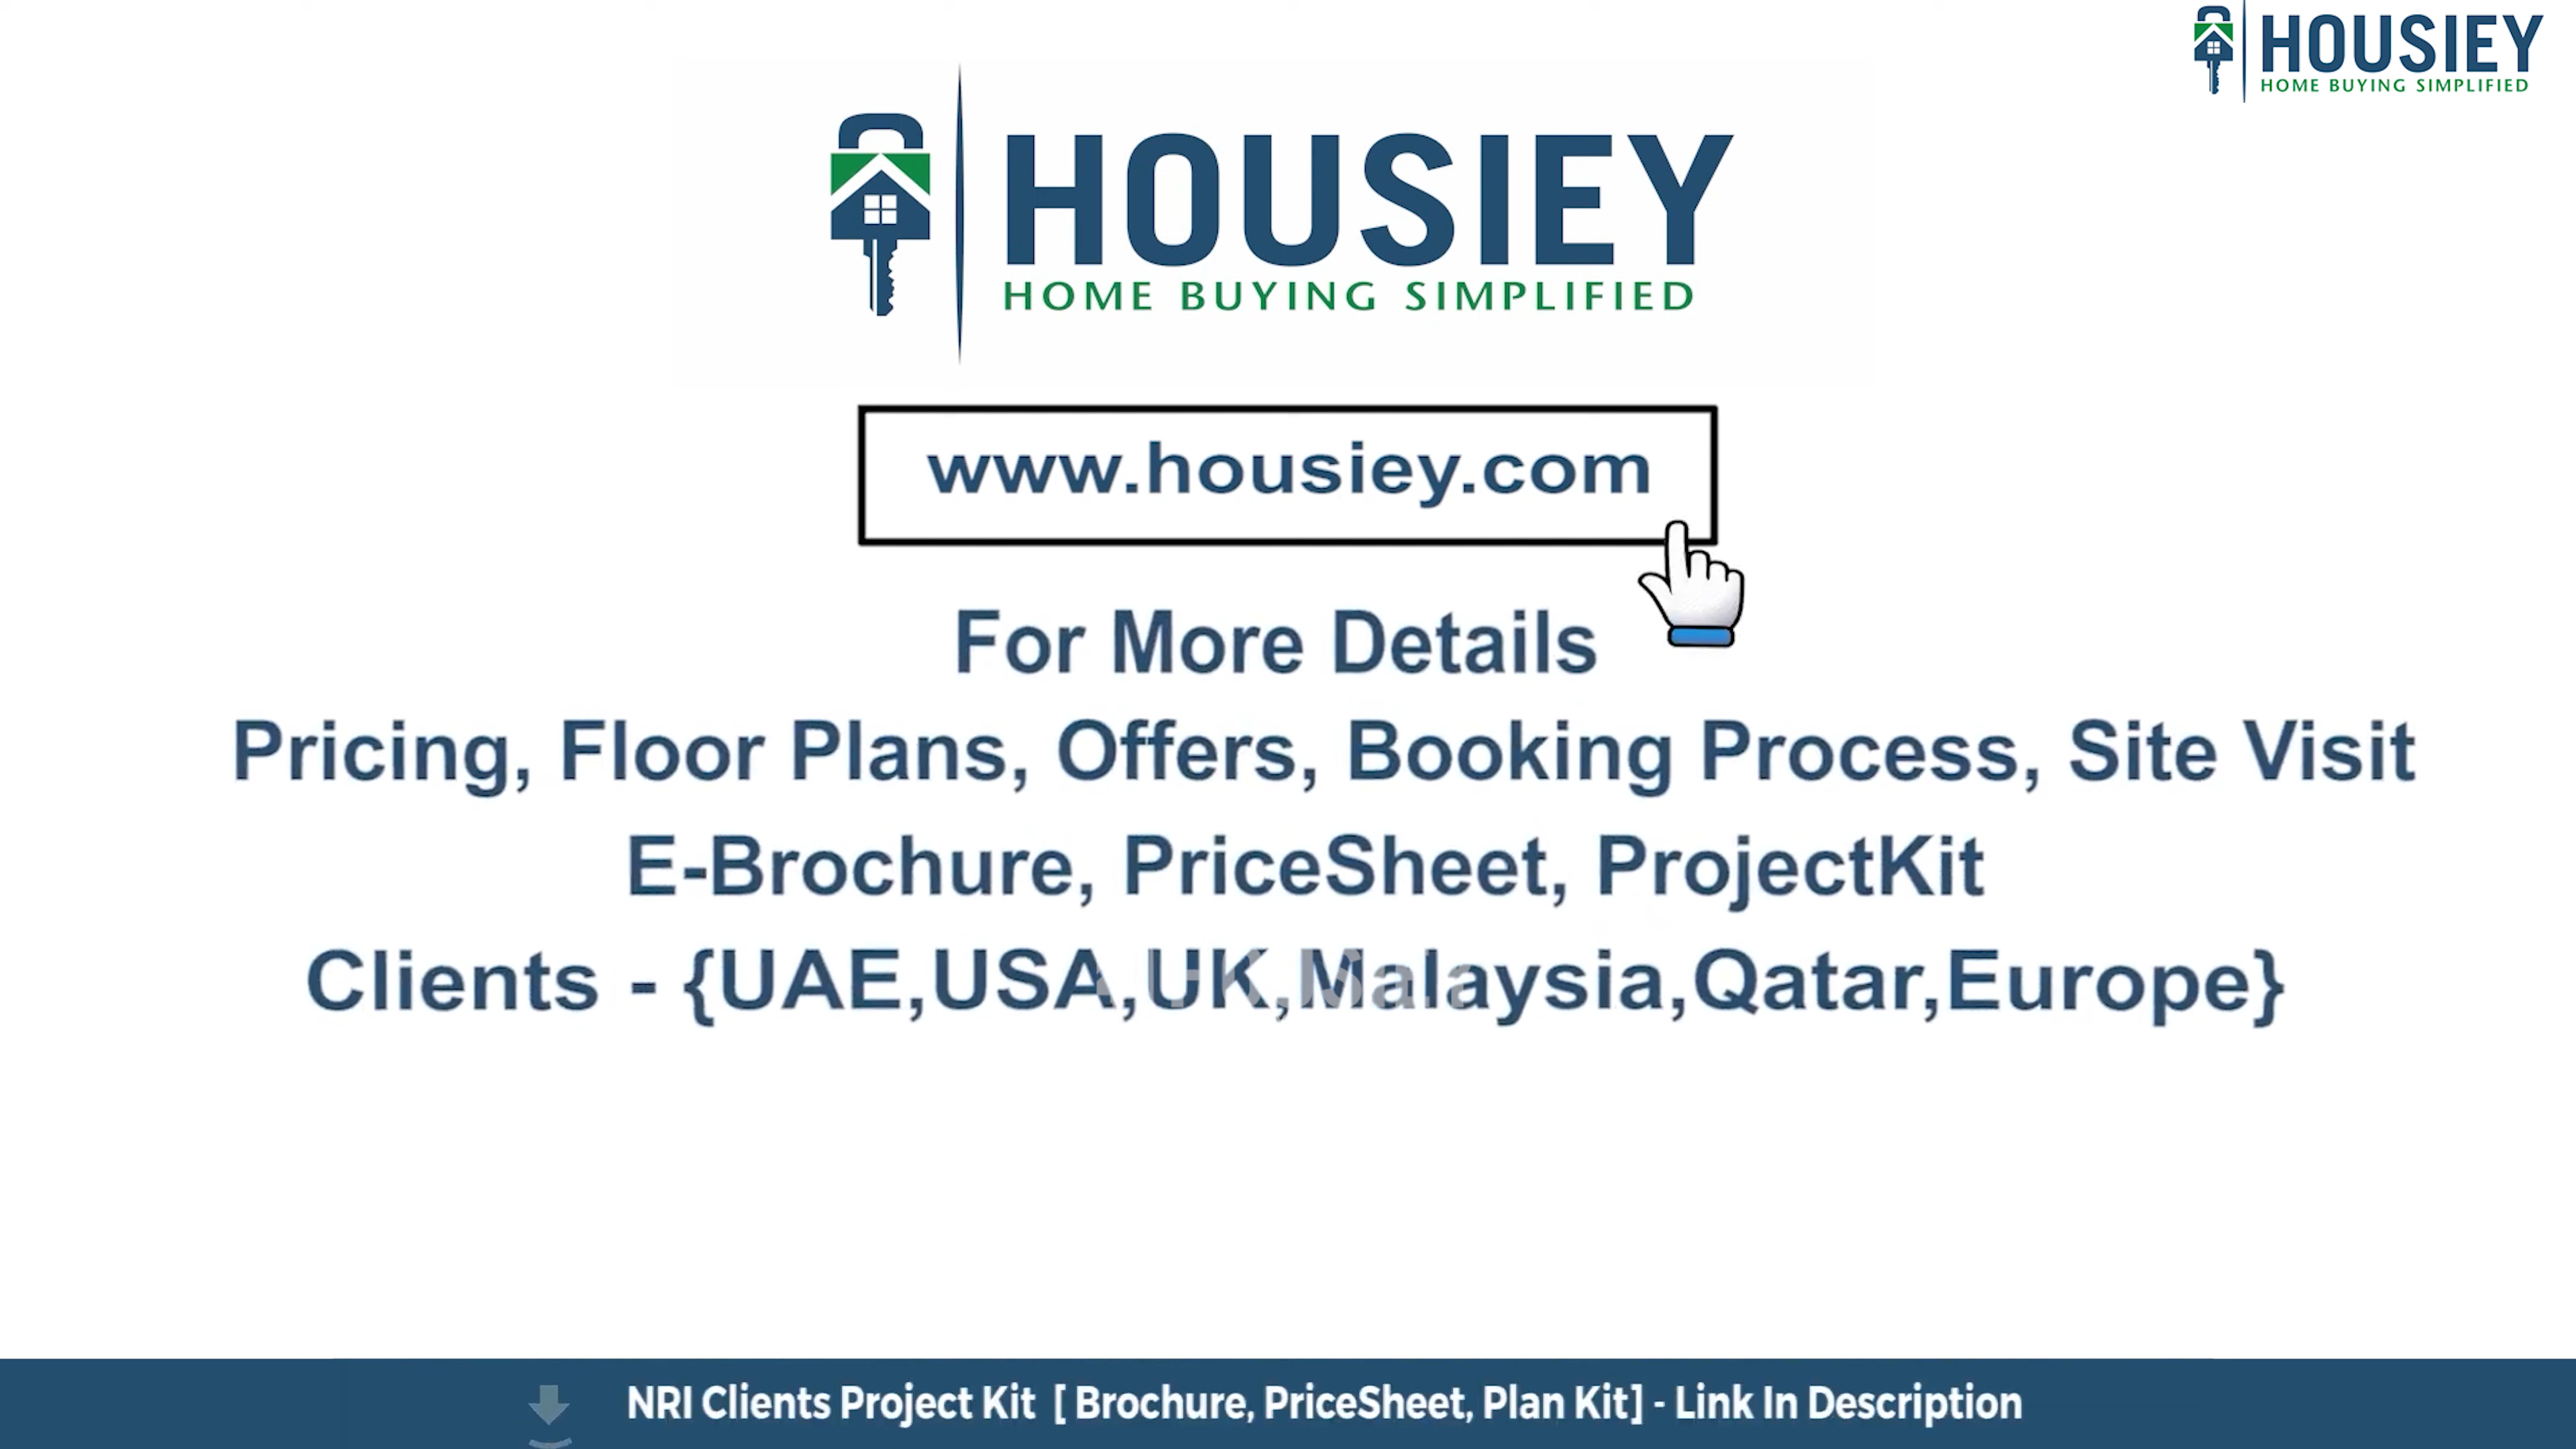 HOUSIEY
HOME BUYING SIMPLIFIED
HOUSIEY
HOME BUYING SIMPLIFIED
www.housiey.com
For More Details
Pricing, Floor Plans, Offers, Booking Process, Site Visit
E-Brochure, PriceSheet, ProjectKit
Clients - {UAE,USA,UK,Malaysia,Qatar,Europe}
NRI Clients Project Kit [ Brochure, PriceSheet, Plan Kit] - Link In Description